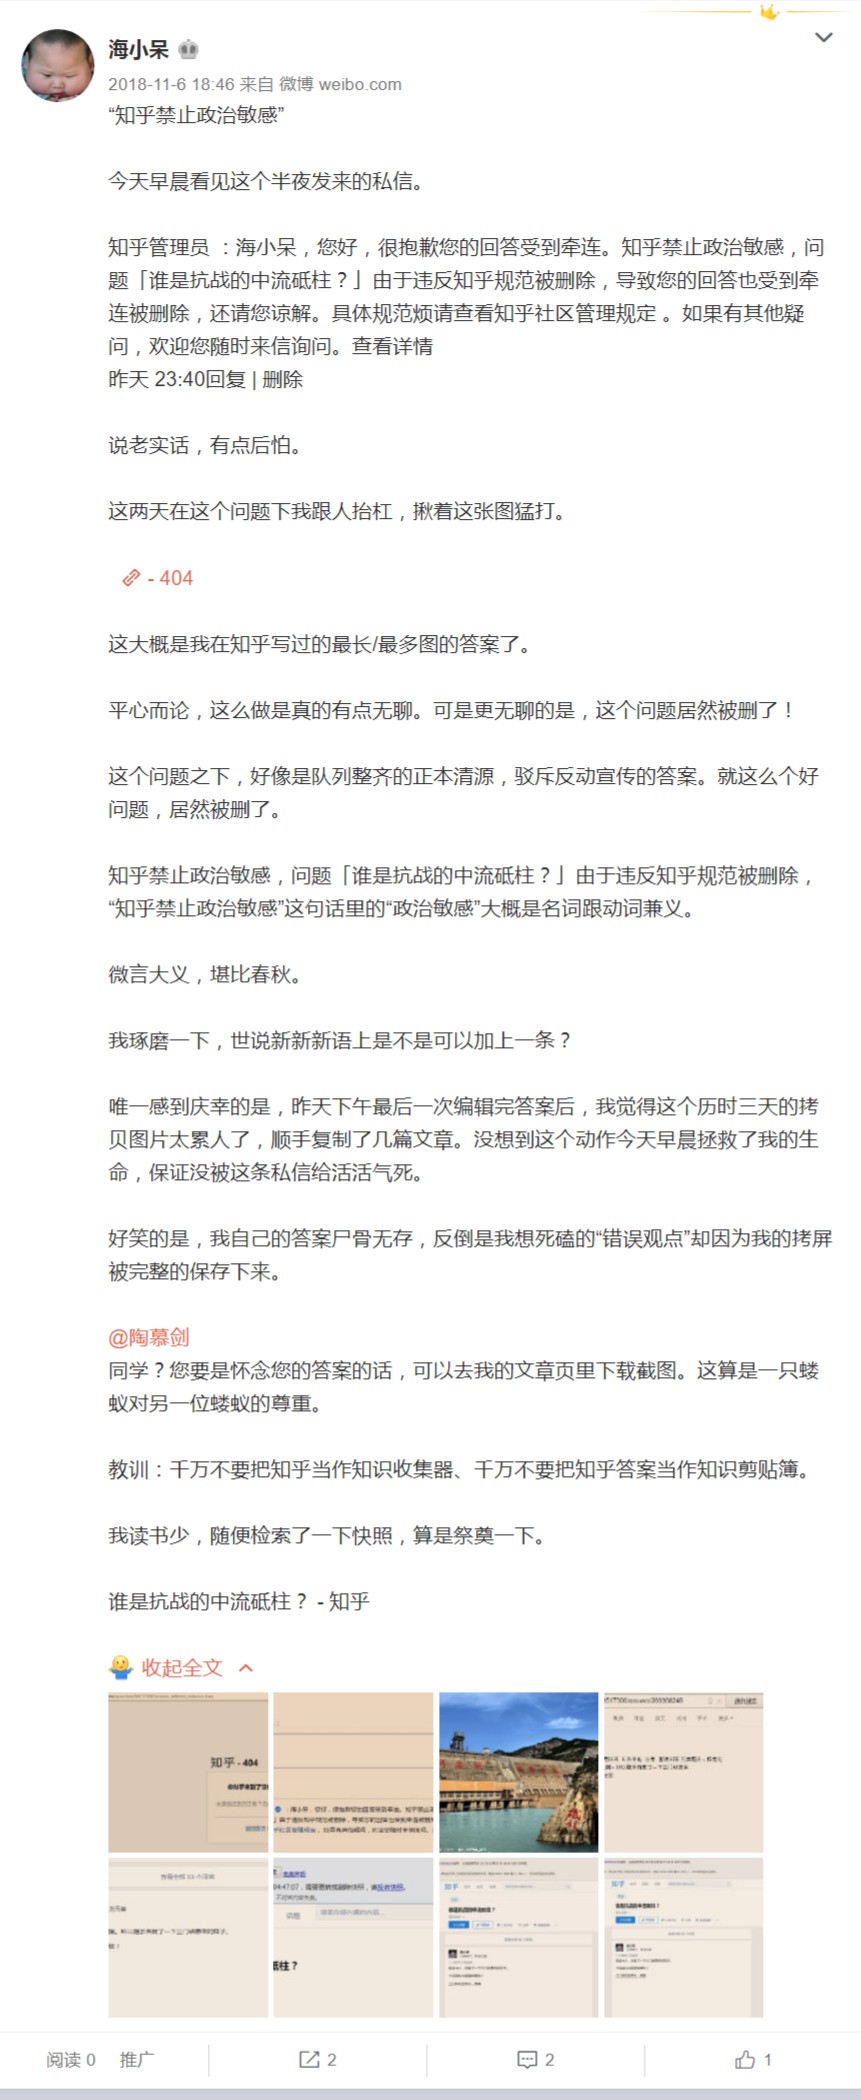 海小呆
2018-11-6 18:46 来自 微博 weibo.com
“知乎禁止政治敏感”
今天早晨看见这个半夜发来的私信。
知乎管理员 ：海小呆，您好，很抱歉您的回答受到牵连。知乎禁止政治敏感，问
题「谁是抗战的中流砥柱？」由于违反知乎规范被删除，导致您的回答也受到牵
连被删除，还请您谅解。具体规范烦请查看知乎社区管理规定 。如果有其他疑
问，欢迎您随时来信询问。查看详情
昨天 23:40回复 | 删除
说老实话，有点后怕。
这两天在这个问题下我跟人抬杠，揪着这张图猛打。
- 404
这大概是我在知乎写过的最长/最多图的答案了。
平心而论，这么做是真的有点无聊。可是更无聊的是，这个问题居然被删了！
这个问题之下，好像是队列整齐的正本清源，驳斥反动宣传的答案。就这么个好
问题，居然被删了。
知乎禁止政治敏感，问题「谁是抗战的中流砥柱？」由于违反知乎规范被删除，
“知乎禁止政治敏感”这句话里的“政治敏感”大概是名词跟动词兼义。
微言大义，堪比春秋。
我琢磨一下，世说新新新语上是不是可以加上一条？
唯一感到庆幸的是，昨天下午最后一次编辑完答案后，我觉得这个历时三天的拷
贝图片太累人了，顺手复制了几篇文章。没想到这个动作今天早晨拯救了我的生
命，保证没被这条私信给活活气死。
好笑的是，我自己的答案尸骨无存，反倒是我想死磕的“错误观点”却因为我的拷屏
被完整的保存下来。
@陶慕剑
同学？您要是怀念您的答案的话，可以去我的文章页里下载截图。这算是一只蝼
蚁对另一位蝼蚁的尊重。
教训：千万不要把知乎当作知识收集器、千万不要把知乎答案当作知识剪贴簿。
我读书少，随便检索了一下快照，算是祭奠一下。
谁是抗战的中流砥柱？ - 知乎
收起全文
知乎 - 404
砥柱？
阅读 0 推广 2 2 1